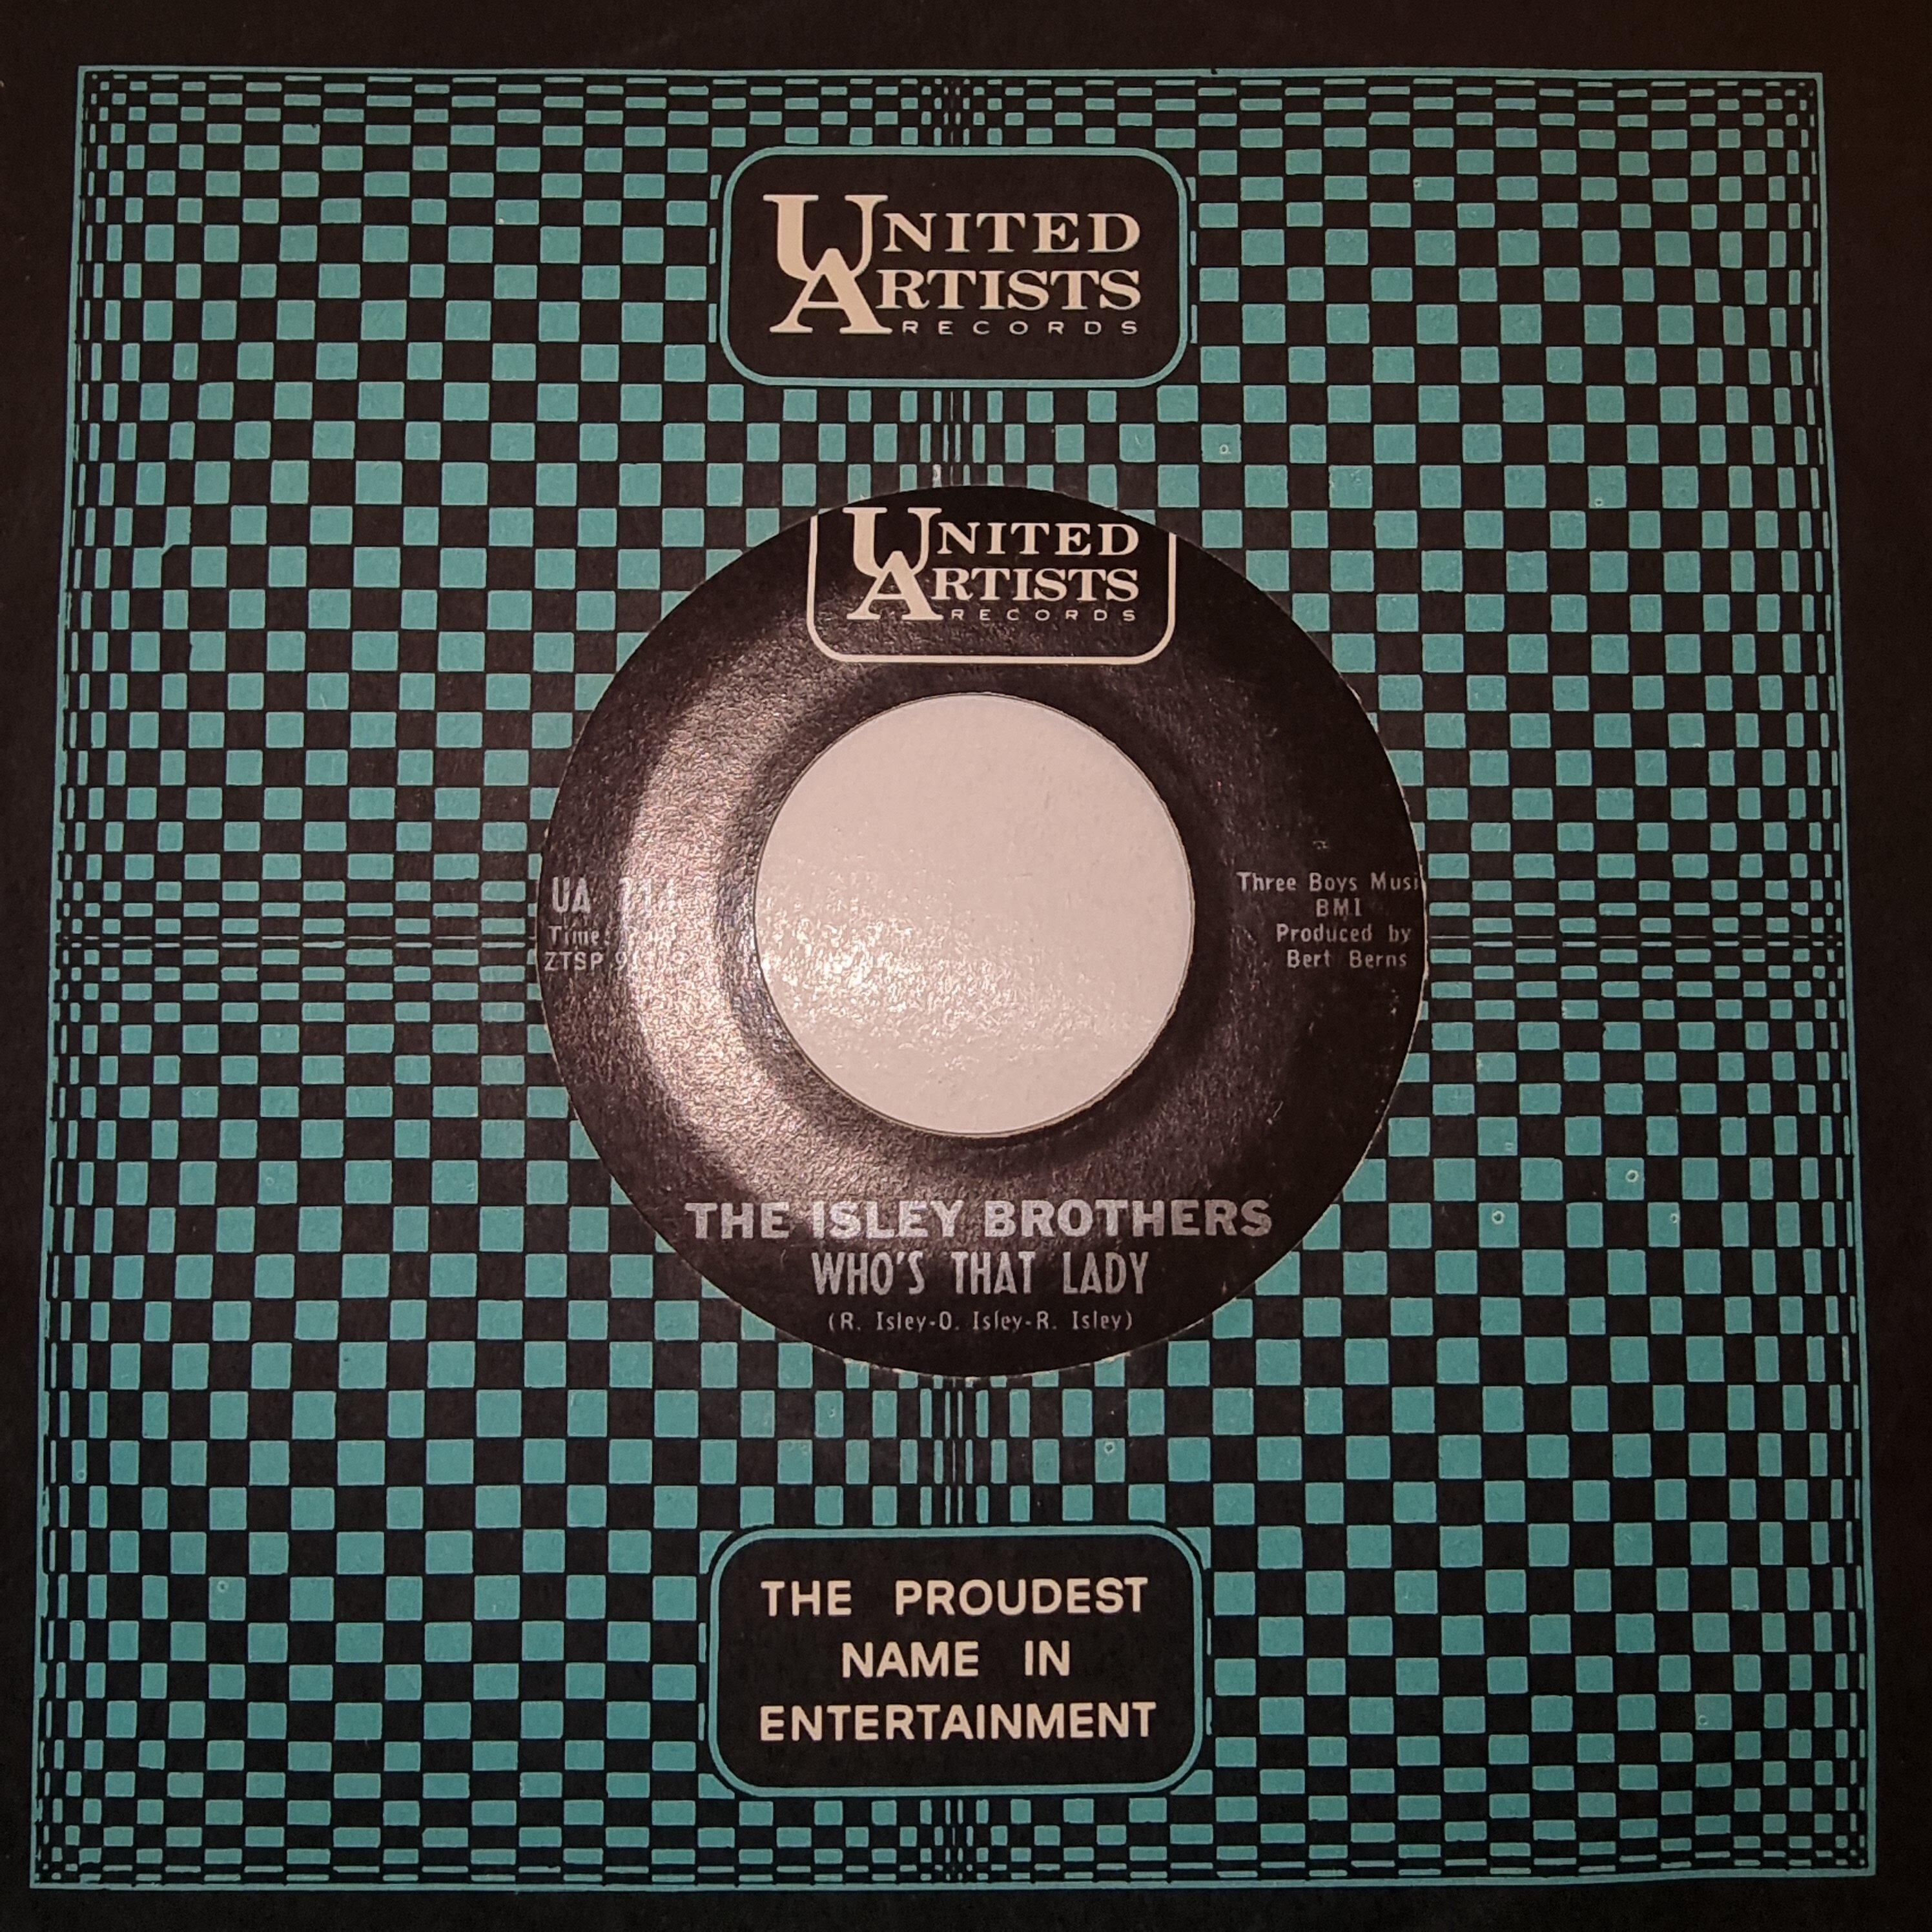 UNITED
ARTISTS
RECORDS
UNITED
ARTISTS
RECORDS
UA
Time:
ZTSP
Three Boys
BMI
Produced by
Bert Berns
THE ISLEY BROTHERS
WHO'S THAT LADY
(R. Isley-O. Isley-R. Isley)
THE PROUDEST
NAME IN
ENTERTAINMENT